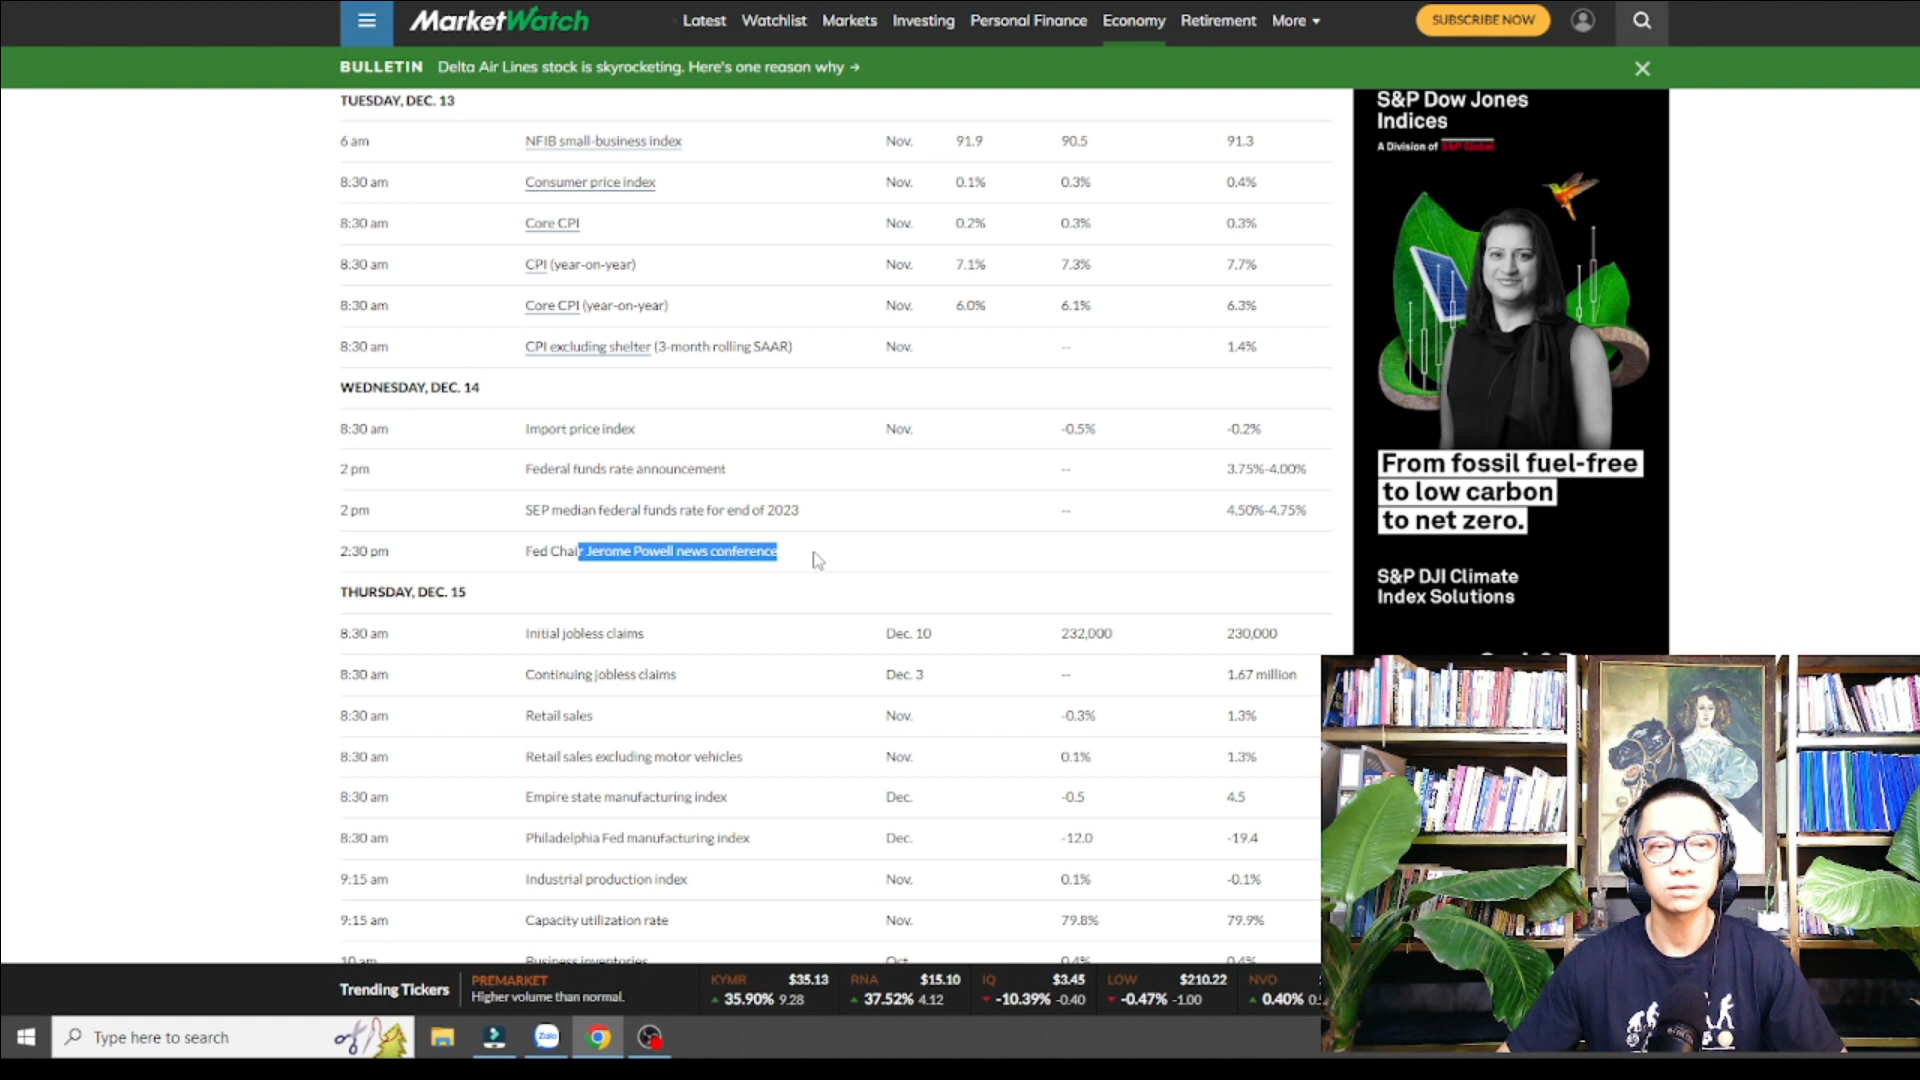 MarketWatch
Latest Watchlist Markets Investing Personal Finance Economy Retirement More
SUBSCRIBE NOW
BULLETIN Delta Air Lines stock is skyrocketing. Here's one reason why →
TUESDAY, DEC. 13
6 am NFIB small-business index Nov. 91.9 90.5 91.3
8:30 am Consumer price index Nov. 0.1% 0.3% 0.4%
8:30 am Core CPI Nov. 0.2% 0.3% 0.3%
8:30 am CPI (year-on-year) Nov. 7.1% 7.3% 7.7%
8:30 am Core CPI (year-on-year) Nov. 6.0% 6.1% 6.3%
8:30 am CPI excluding shelter (3-month rolling SAAR) Nov. -- 1.4%
WEDNESDAY, DEC. 14
8:30 am Import price index Nov. -0.5% -0.2%
2 pm Federal funds rate announcement -- 3.75%-4.00%
2 pm SEP median federal funds rate for end of 2023 -- 4.50%-4.75%
2:30 pm Fed Chair Jerome Powell news conference
THURSDAY, DEC. 15
8:30 am Initial jobless claims Dec. 10 232,000 230,000
8:30 am Continuing jobless claims Dec. 3 -- 1.67 million
8:30 am Retail sales Nov. -0.3% 1.3%
8:30 am Retail sales excluding motor vehicles Nov. 0.1% 1.3%
8:30 am Empire state manufacturing index Dec. -0.5 4.5
8:30 am Philadelphia Fed manufacturing index Dec. -12.0 -19.4
9:15 am Industrial production index Nov. 0.1% -0.1%
9:15 am Capacity utilization rate Nov. 79.8% 79.9%
10 am Business inventories Oct. 0.4% 0.4%
S&P Dow Jones
Indices
A Division of S&P Global
From fossil fuel-free
to low carbon
to net zero.
S&P DJI Climate
Index Solutions
Trending Tickers
PREMARKET
Higher volume than normal.
KYMR $35.13
35.90% 9.28
RNA $15.10
37.52% 4.12
IQ $3.45
-10.39% -0.40
LOW $210.22
-0.47% -1.00
NVO
0.40%
Type here to search
Zalo